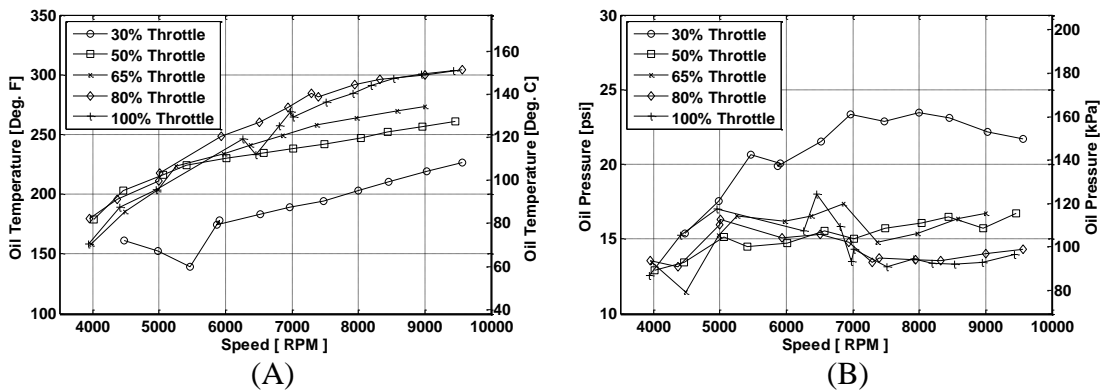 350
300
250
200
150
100
Oil Temperature [Deg. F]
30% Throttle
50% Throttle
65% Throttle
80% Throttle
100% Throttle
160
140
120
100
80
60
40
Oil Temperature [Deg. C]
4000 5000 6000 7000 8000 9000 10000
Speed [ RPM ]
(A)
35
30
25
20
15
10
Oil Pressure [psi]
30% Throttle
50% Throttle
65% Throttle
80% Throttle
100% Throttle
200
180
160
140
120
100
80
Oil Pressure [kPa]
4000 5000 6000 7000 8000 9000 10000
Speed [ RPM ]
(B)